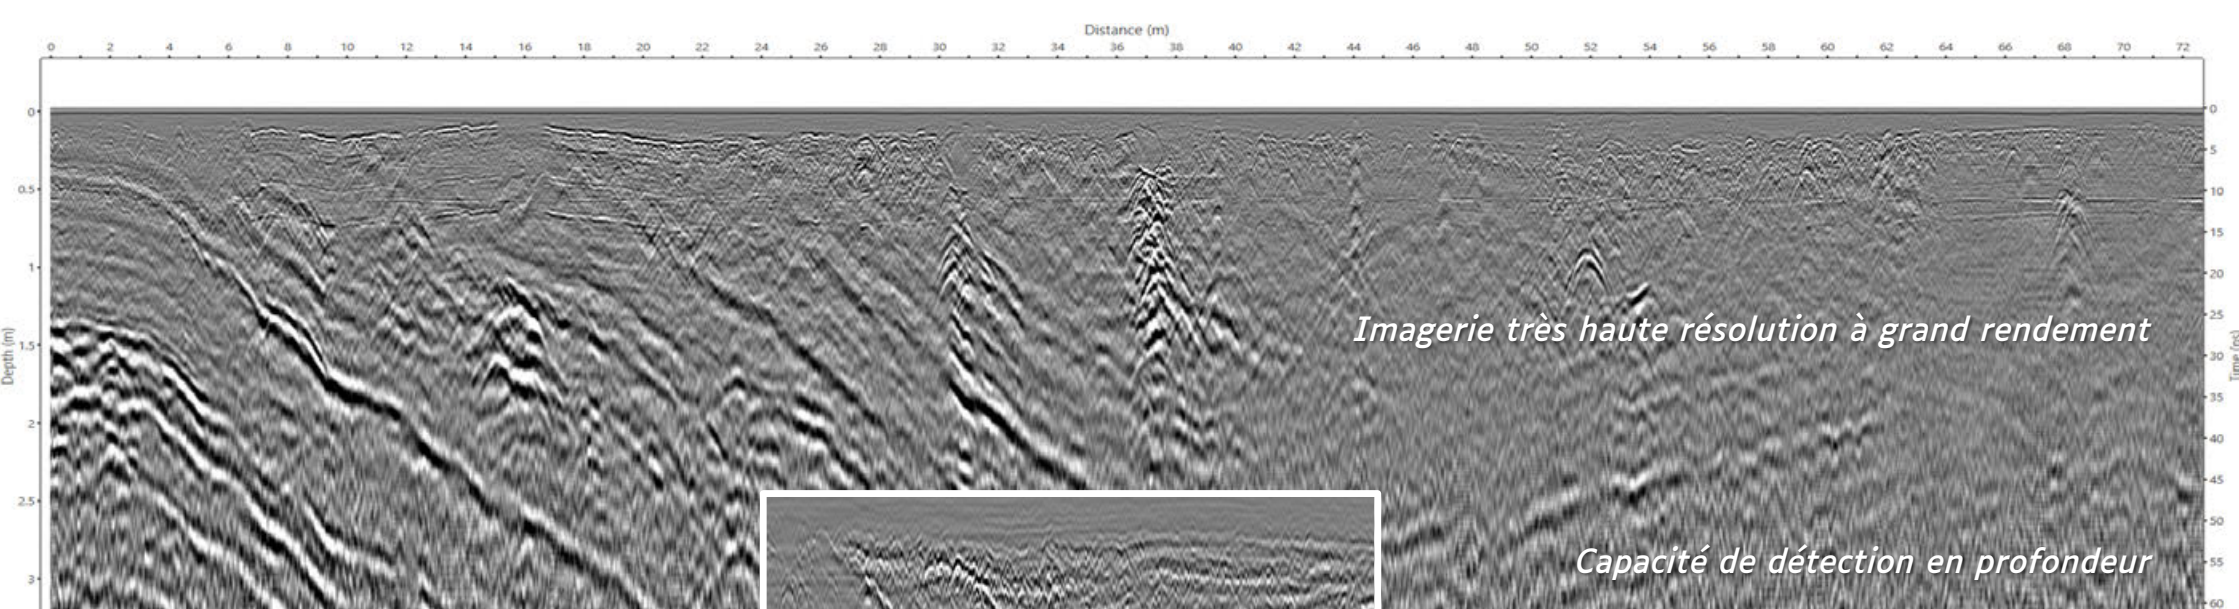 Distance (m)
0 2 4 6 8 10 12 14 16 18 20 22 24 26 28 30 32 34 36 38 40 42 44 46 48 50 52 54 56 58 60 62 64 66 68 70 72
0 0
5
0.5 10
15
1 20
25
Imagerie très haute résolution à grand rendement
Depth (m)
1.5 30
35
2 40
45
2.5 50
Capacité de détection en profondeur
55
3 60